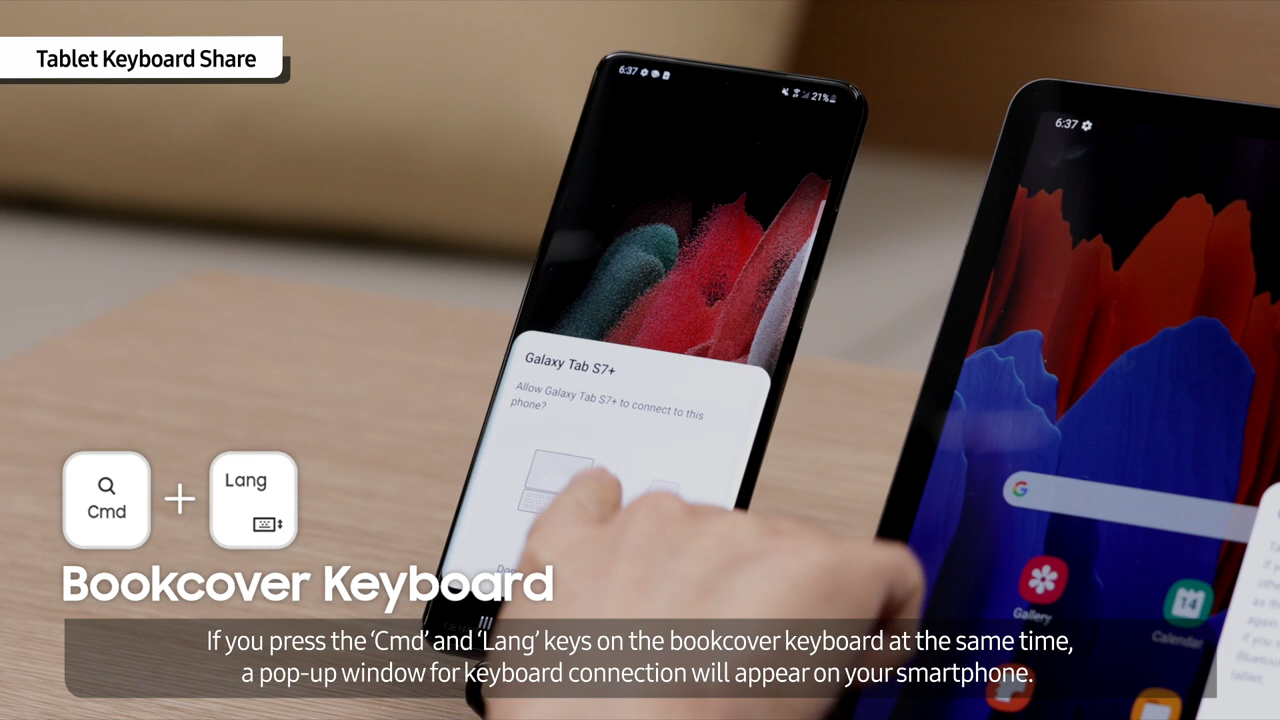 Tablet Keyboard Share
6:37
21%
6:37
Galaxy Tab S7+
Allow Galaxy Tab S7+ to connect to this
phone?
Cmd
+
Lang
Bookcover Keyboard
Gallery
14
Calendar
If you press the ‘Cmd’ and ‘Lang’ keys on the bookcover keyboard at the same time,
a pop-up window for keyboard connection will appear on your smartphone.